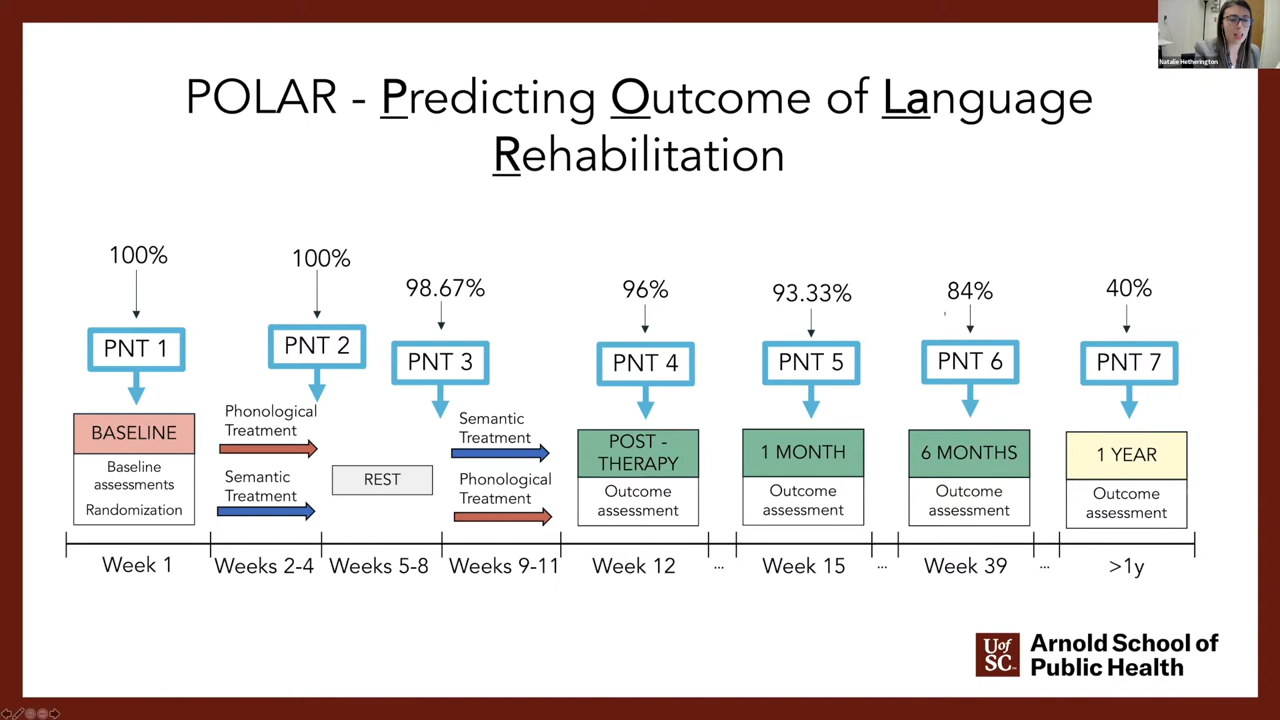 Natalie Hetherington
POLAR - Predicting Outcome of Language
Rehabilitation
100%
100%
98.67%
96%
93.33%
84%
40%
PNT 1
PNT 2
PNT 3
PNT 4
PNT 5
PNT 6
PNT 7
BASELINE
Baseline
assessments
Randomization
Phonological
Treatment
Semantic
Treatment
REST
Semantic
Treatment
Phonological
Treatment
POST -
THERAPY
Outcome
assessment
1 MONTH
Outcome
assessment
6 MONTHS
Outcome
assessment
1 YEAR
Outcome
assessment
Week 1
Weeks 2-4
Weeks 5-8
Weeks 9-11
Week 12
...
Week 15
...
Week 39
...
>1y
UofSC
Arnold School of
Public Health